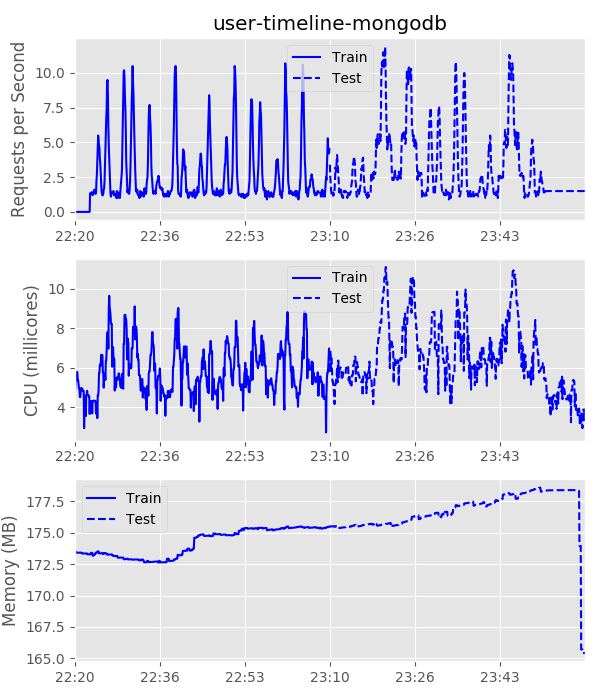 user-timeline-mongodb
Requests per Second
10.0
7.5
5.0
2.5
0.0
Train
Test
22:20 22:36 22:53 23:10 23:26 23:43
CPU (millicores)
10
8
6
4
Train
Test
22:20 22:36 22:53 23:10 23:26 23:43
Memory (MB)
177.5
175.0
172.5
170.0
167.5
165.0
Train
Test
22:20 22:36 22:53 23:10 23:26 23:43